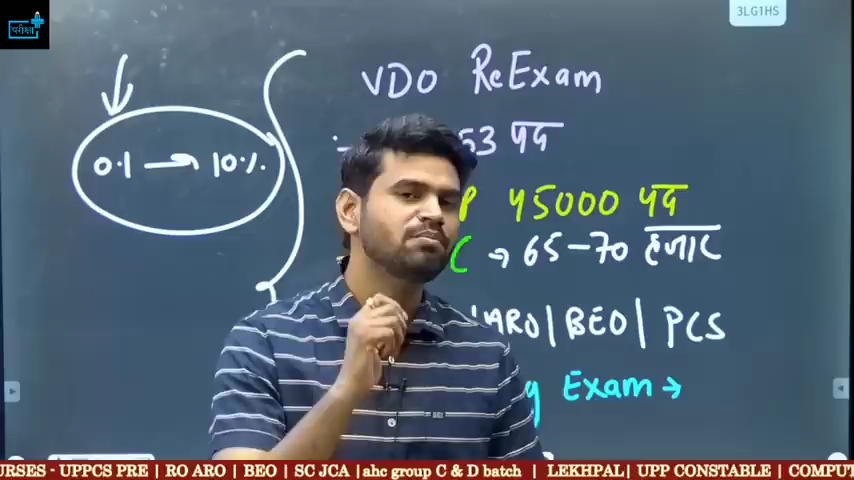 परीक्षा
3LG1HS
VDO ReExam
0.1 → 10%
53 पद
45000 पद
C → 65-70 हजार
ARO|BEO| PCS
Exam →
URSES - UPPCS PRE | RO ARO | BEO | SC JCA |ahc group C & D batch | LEKHPAL| UPP CONSTABLE | COMPUT